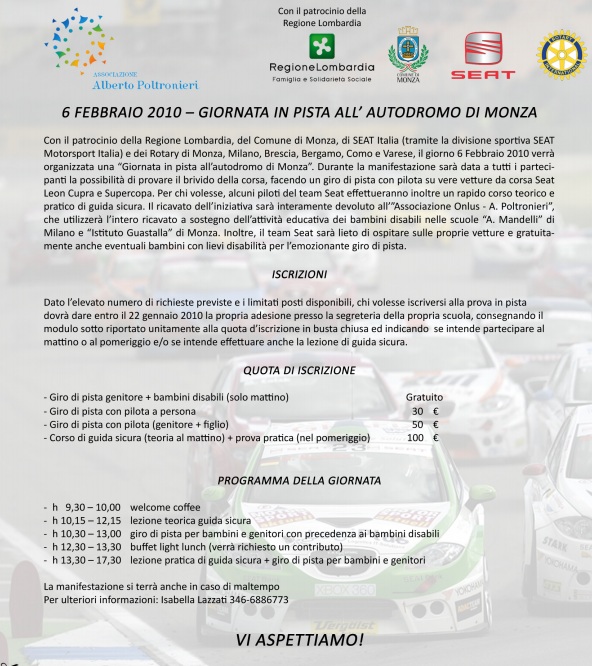 Con il patrocinio della
Regione Lombardia
ASSOCIAZIONE
Alberto Poltronieri
RegioneLombardia
Famiglia e Solidarietà Sociale
COMUNE DI
MONZA
SEAT
ROTARY
INTERNATIONAL
6 FEBBRAIO 2010 – GIORNATA IN PISTA ALL’ AUTODROMO DI MONZA
Con il patrocinio della Regione Lombardia, del Comune di Monza, di SEAT Italia (tramite la divisione sportiva SEAT
Motorsport Italia) e dei Rotary di Monza, Milano, Brescia, Bergamo, Como e Varese, il giorno 6 Febbraio 2010 verrà
organizzata una “Giornata in pista all’autodromo di Monza”. Durante la manifestazione sarà data a tutti i parteci-
panti la possibilità di provare il brivido della corsa, facendo un giro di pista con pilota su vere vetture da corsa Seat
Leon Cupra e Supercopa. Per chi volesse, alcuni piloti del team Seat effettueranno inoltre un rapido corso teorico e
pratico di guida sicura. Il ricavato dell’iniziativa sarà interamente devoluto all’”Associazione Onlus - A. Poltronieri”,
che utilizzerà l’intero ricavato a sostegno dell’attività educativa dei bambini disabili nelle scuole “A. Mandelli” di
Milano e “Istituto Guastalla” di Monza. Inoltre, il team Seat sarà lieto di ospitare sulle proprie vetture e gratuita-
mente anche eventuali bambini con lievi disabilità per l’emozionante giro di pista.
ISCRIZIONI
Dato l’elevato numero di richieste previste e i limitati posti disponibili, chi volesse iscriversi alla prova in pista
dovrà dare entro il 22 gennaio 2010 la propria adesione presso la segreteria della propria scuola, consegnando il
modulo sotto riportato unitamente alla quota d’iscrizione in busta chiusa ed indicando se intende partecipare al
mattino o al pomeriggio e/o se intende effettuare anche la lezione di guida sicura.
QUOTA DI ISCRIZIONE
- Giro di pista genitore + bambini disabili (solo mattino) Gratuito
- Giro di pista con pilota a persona 30 €
- Giro di pista con pilota (genitore + figlio) 50 €
- Corso di guida sicura (teoria al mattino) + prova pratica (nel pomeriggio) 100 €
PROGRAMMA DELLA GIORNATA
- h 9,30 – 10,00 welcome coffee
- h 10,15 – 12,15 lezione teorica guida sicura
- h 10,30 – 13,00 giro di pista per bambini e genitori con precedenza ai bambini disabili
- h 12,30 – 13,30 buffet light lunch (verrà richiesto un contributo)
- h 13,30 – 17,30 lezione pratica di guida sicura + giro di pista per bambini e genitori
La manifestazione si terrà anche in caso di maltempo
Per ulteriori informazioni: Isabella Lazzati 346-6886773
VI ASPETTIAMO!